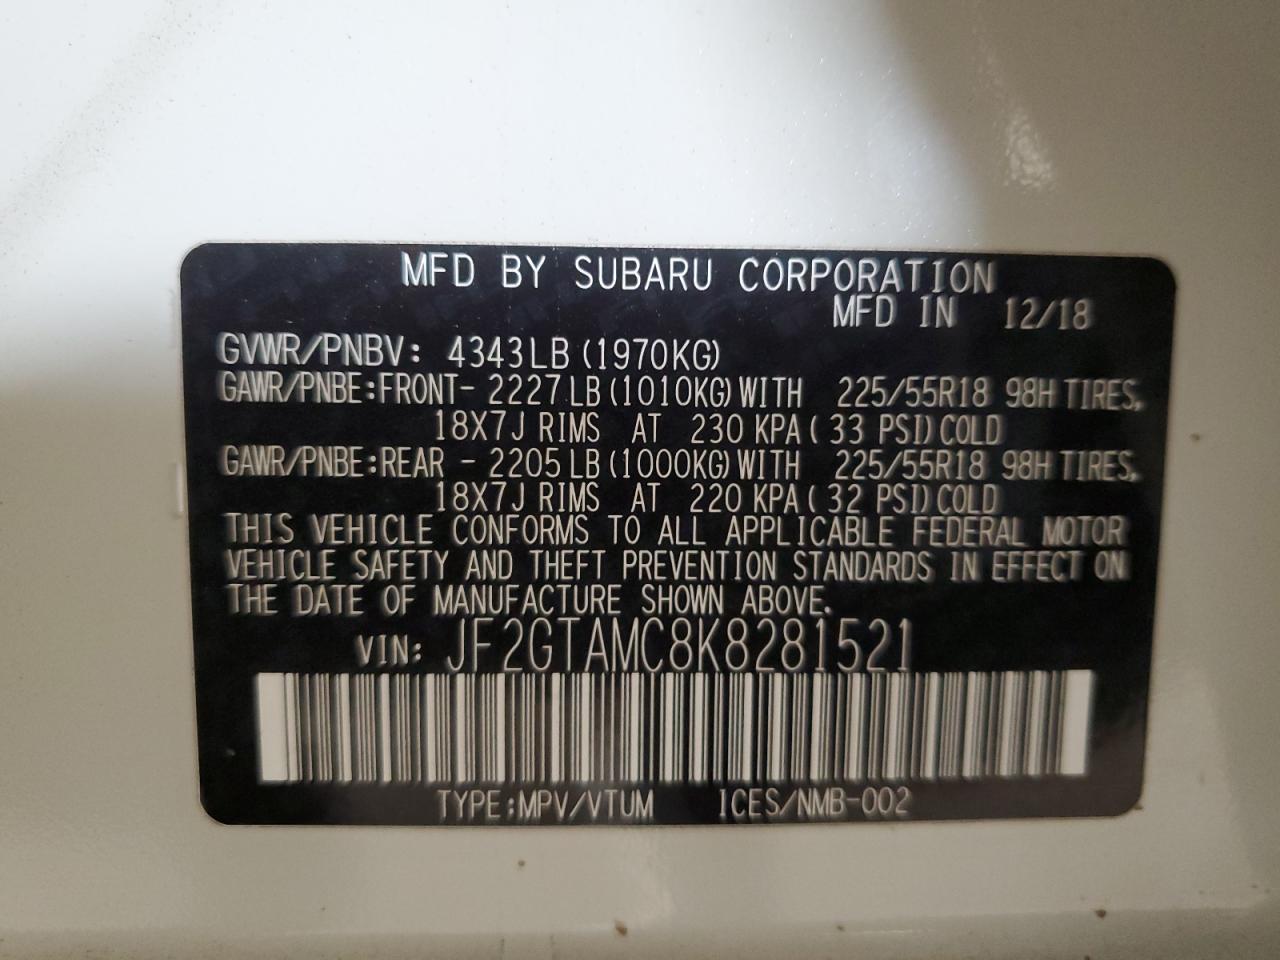 MFD BY SUBARU CORPORATION
MFD IN 12/18
GVWR/PNBV: 4343LB(1970KG)
GAWR/PNBE:FRONT- 2227LB(1010KG)WITH 225/55R18 98H TIRES,
18X7J RIMS AT 230 KPA( 33 PSI)COLD
GAWR/PNBE:REAR - 2205LB(1000KG)WITH 225/55R18 98H TIRES,
18X7J RIMS AT 220 KPA( 32 PSI)COLD
THIS VEHICLE CONFORMS TO ALL APPLICABLE FEDERAL MOTOR
VEHICLE SAFETY AND THEFT PREVENTION STANDARDS IN EFFECT ON
THE DATE OF MANUFACTURE SHOWN ABOVE.
VIN: JF2GTAMC8K8281521
TYPE:MPV/VTUM ICES/NMB-002